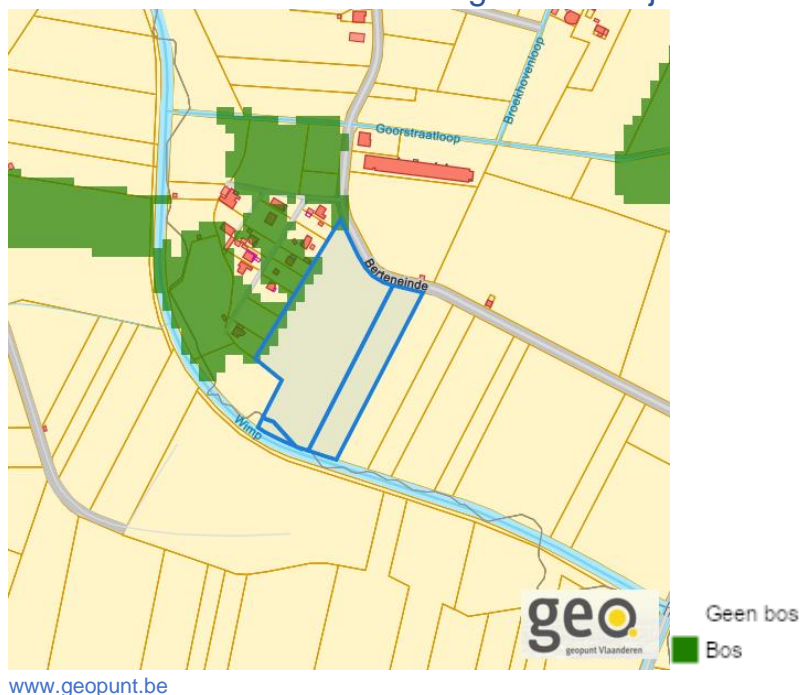 Broekhovenloop
Goorstraatloop
Berteneinde
Wimp
geo.
geopunt Vlaanderen
Geen bos
Bos
www.geopunt.be